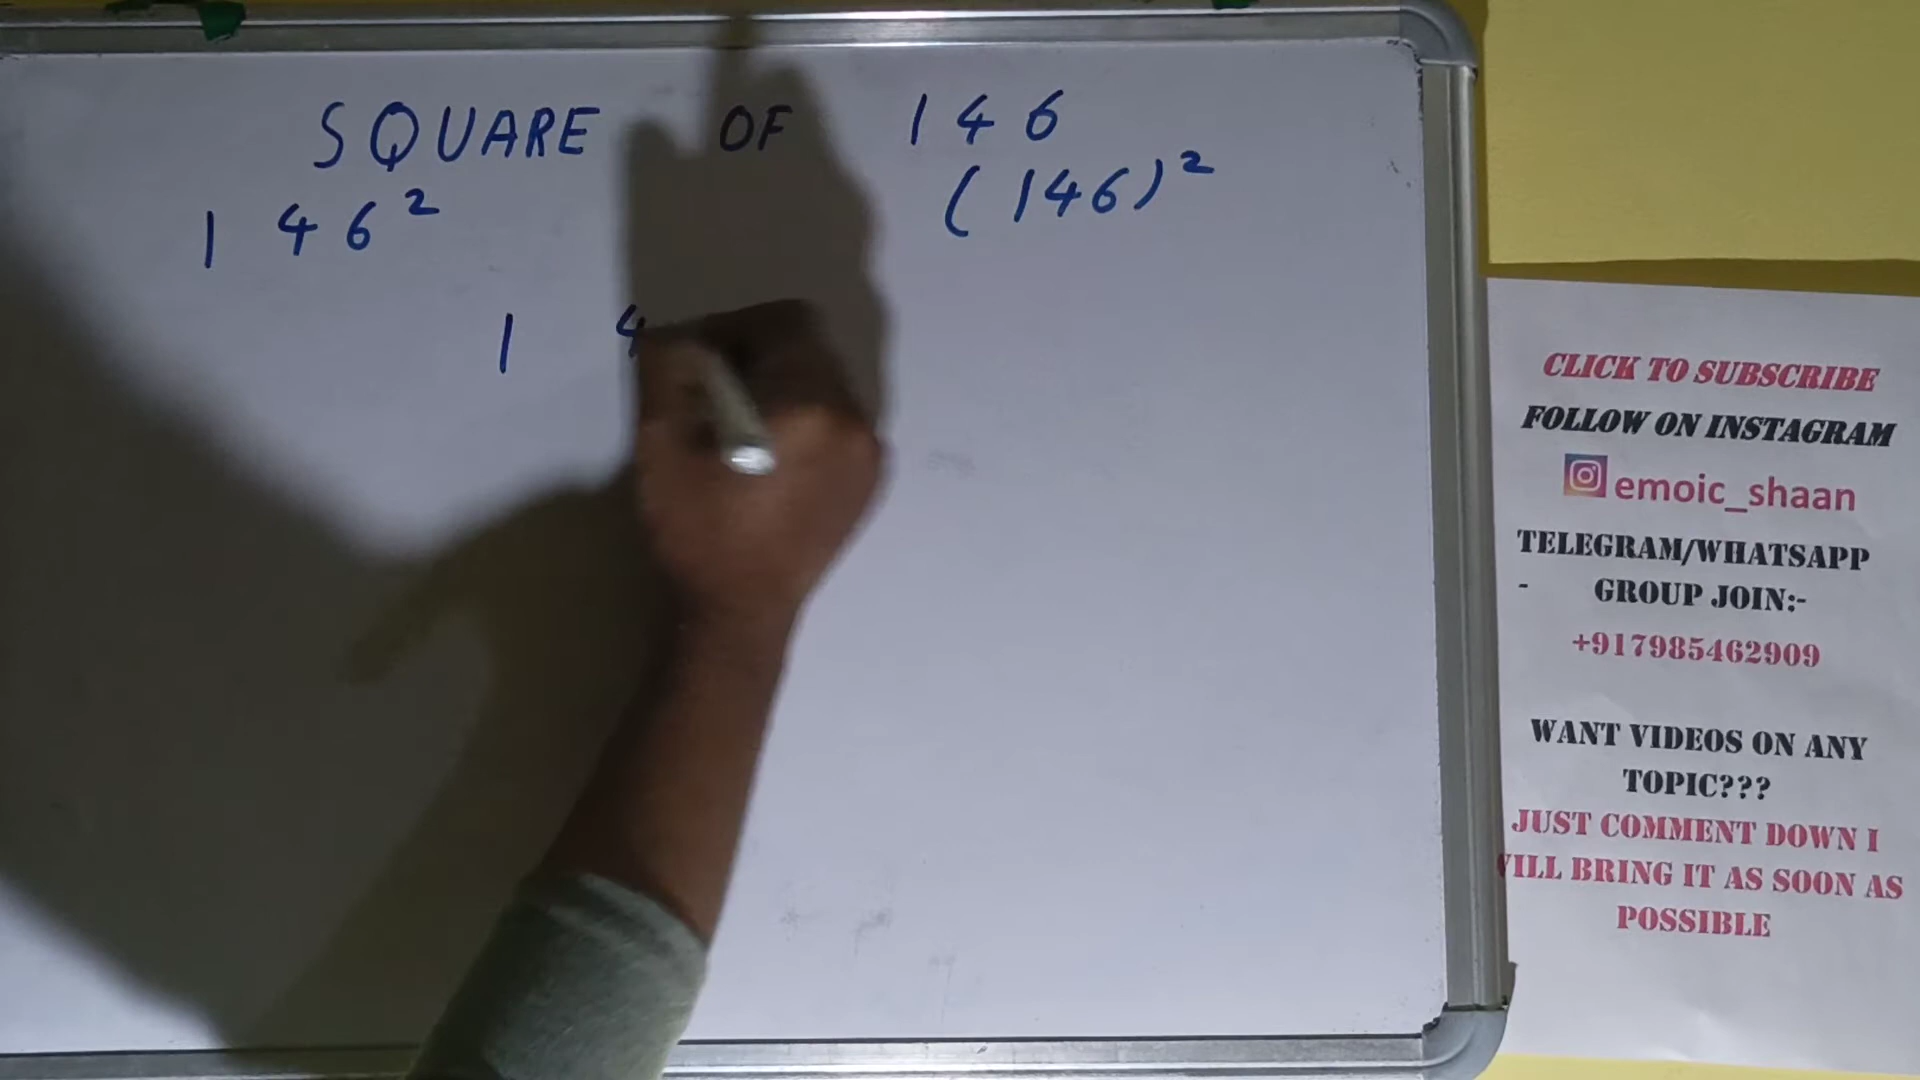 SQUARE OF 146
146² (146)²
1 4
CLICK TO SUBSCRIBE
FOLLOW ON INSTAGRAM
emoic_shaan
TELEGRAM/WHATSAPP
- GROUP JOIN:-
+917985462909
WANT VIDEOS ON ANY
TOPIC???
JUST COMMENT DOWN I
WILL BRING IT AS SOON AS
POSSIBLE